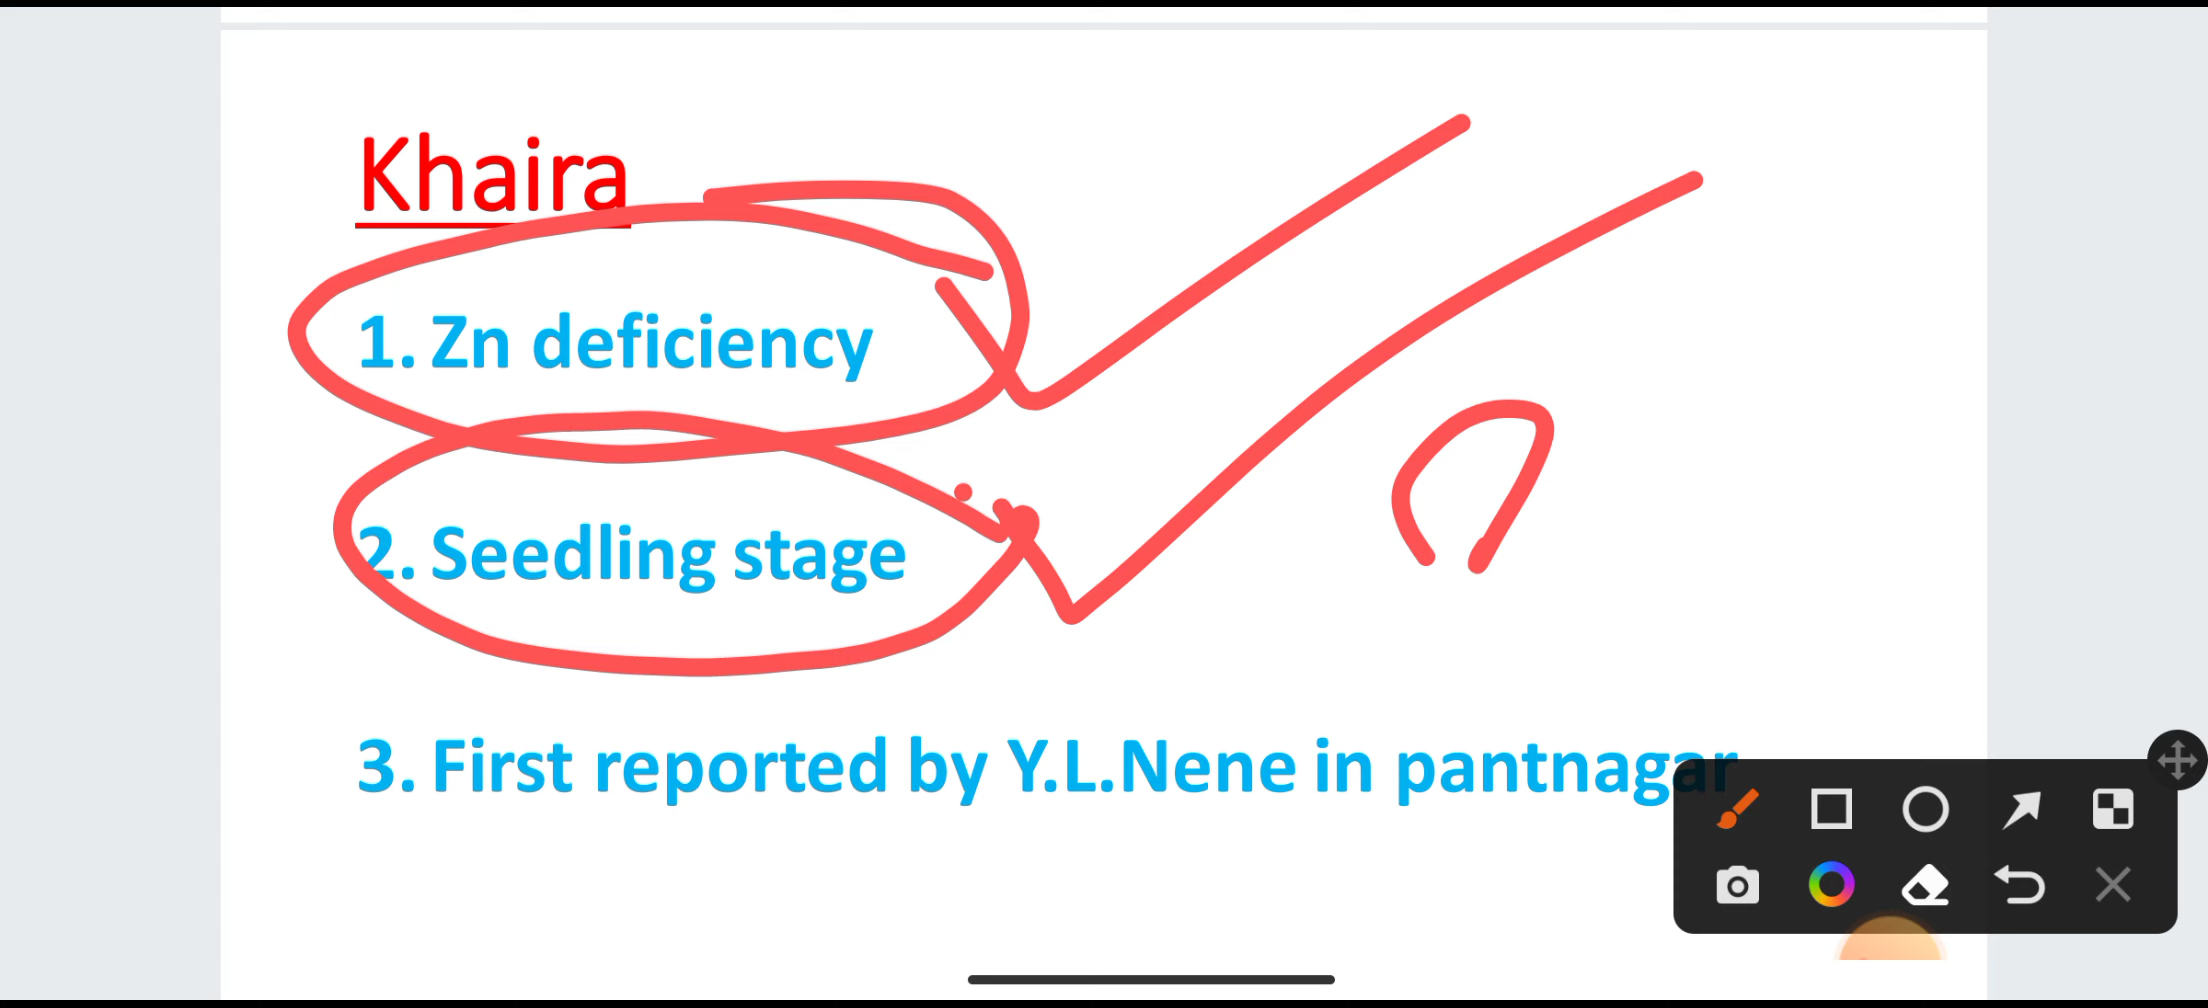 Khaira
1. Zn deficiency
2. Seedling stage
3. First reported by Y.L.Nene in pantnagar